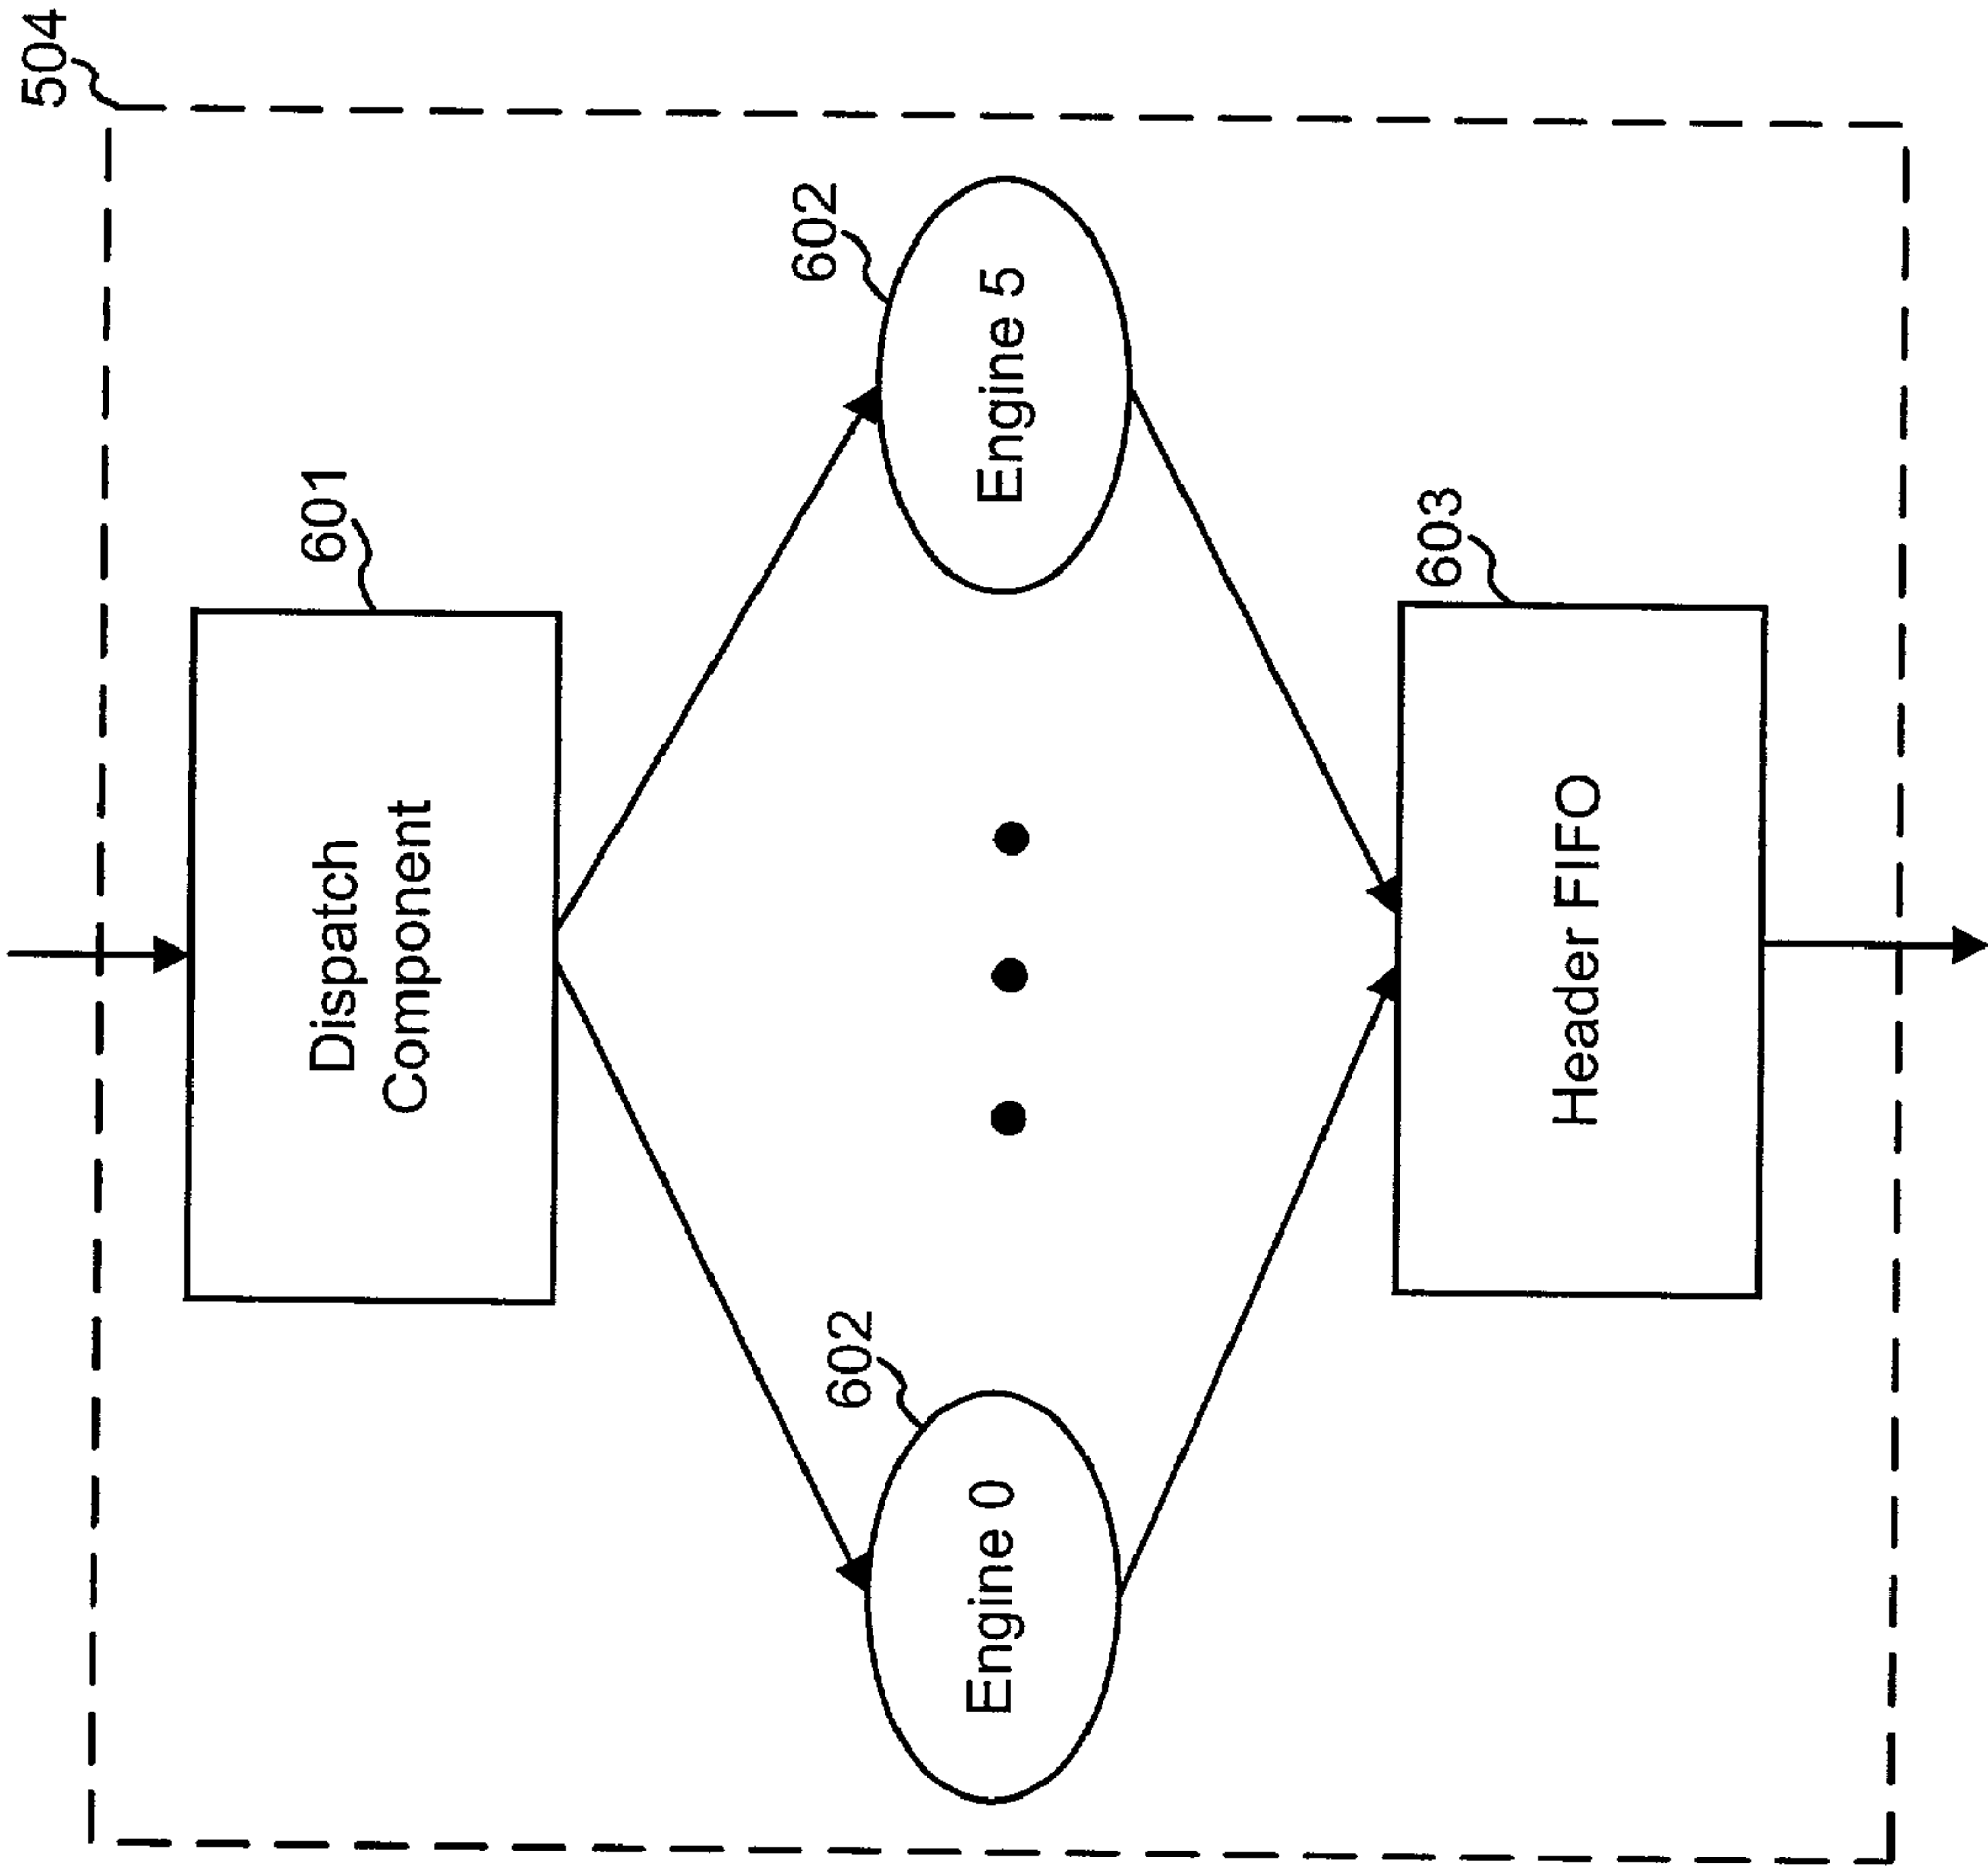 504
601
Dispatch
Component
602
Engine 0
602
Engine 5
603
Header FIFO